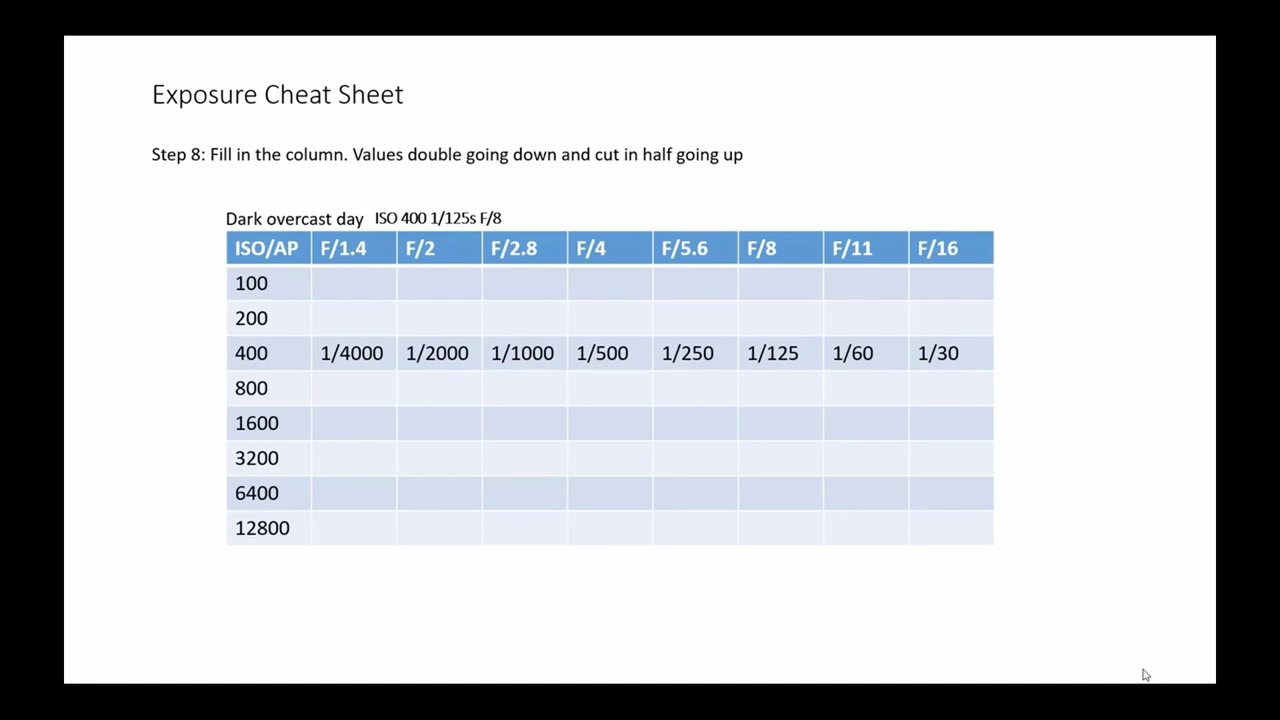 Exposure Cheat Sheet
Step 8: Fill in the column. Values double going down and cut in half going up
Dark overcast day ISO 400 1/125s F/8
ISO/AP F/1.4 F/2 F/2.8 F/4 F/5.6 F/8 F/11 F/16
100
200
400 1/4000 1/2000 1/1000 1/500 1/250 1/125 1/60 1/30
800
1600
3200
6400
12800